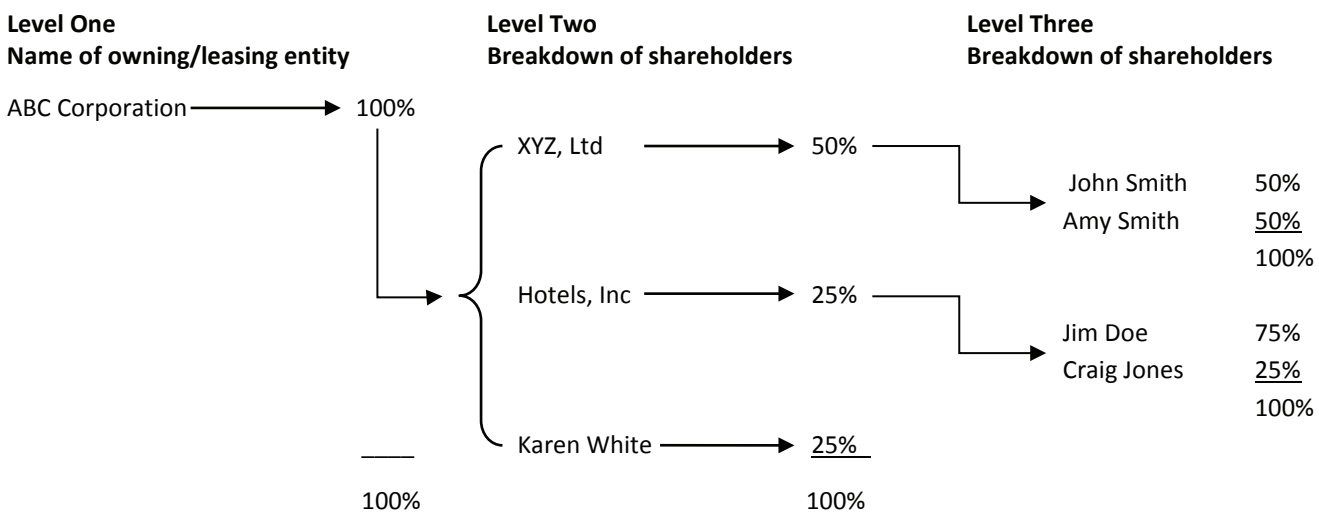 Level One
Name of owning/leasing entity
Level Two
Breakdown of shareholders
Level Three
Breakdown of shareholders
ABC Corporation 100%
XYZ, Ltd 50%
John Smith 50%
Amy Smith 50%
100%
Hotels, Inc 25%
Jim Doe 75%
Craig Jones 25%
100%
Karen White 25%
____
100%
100%